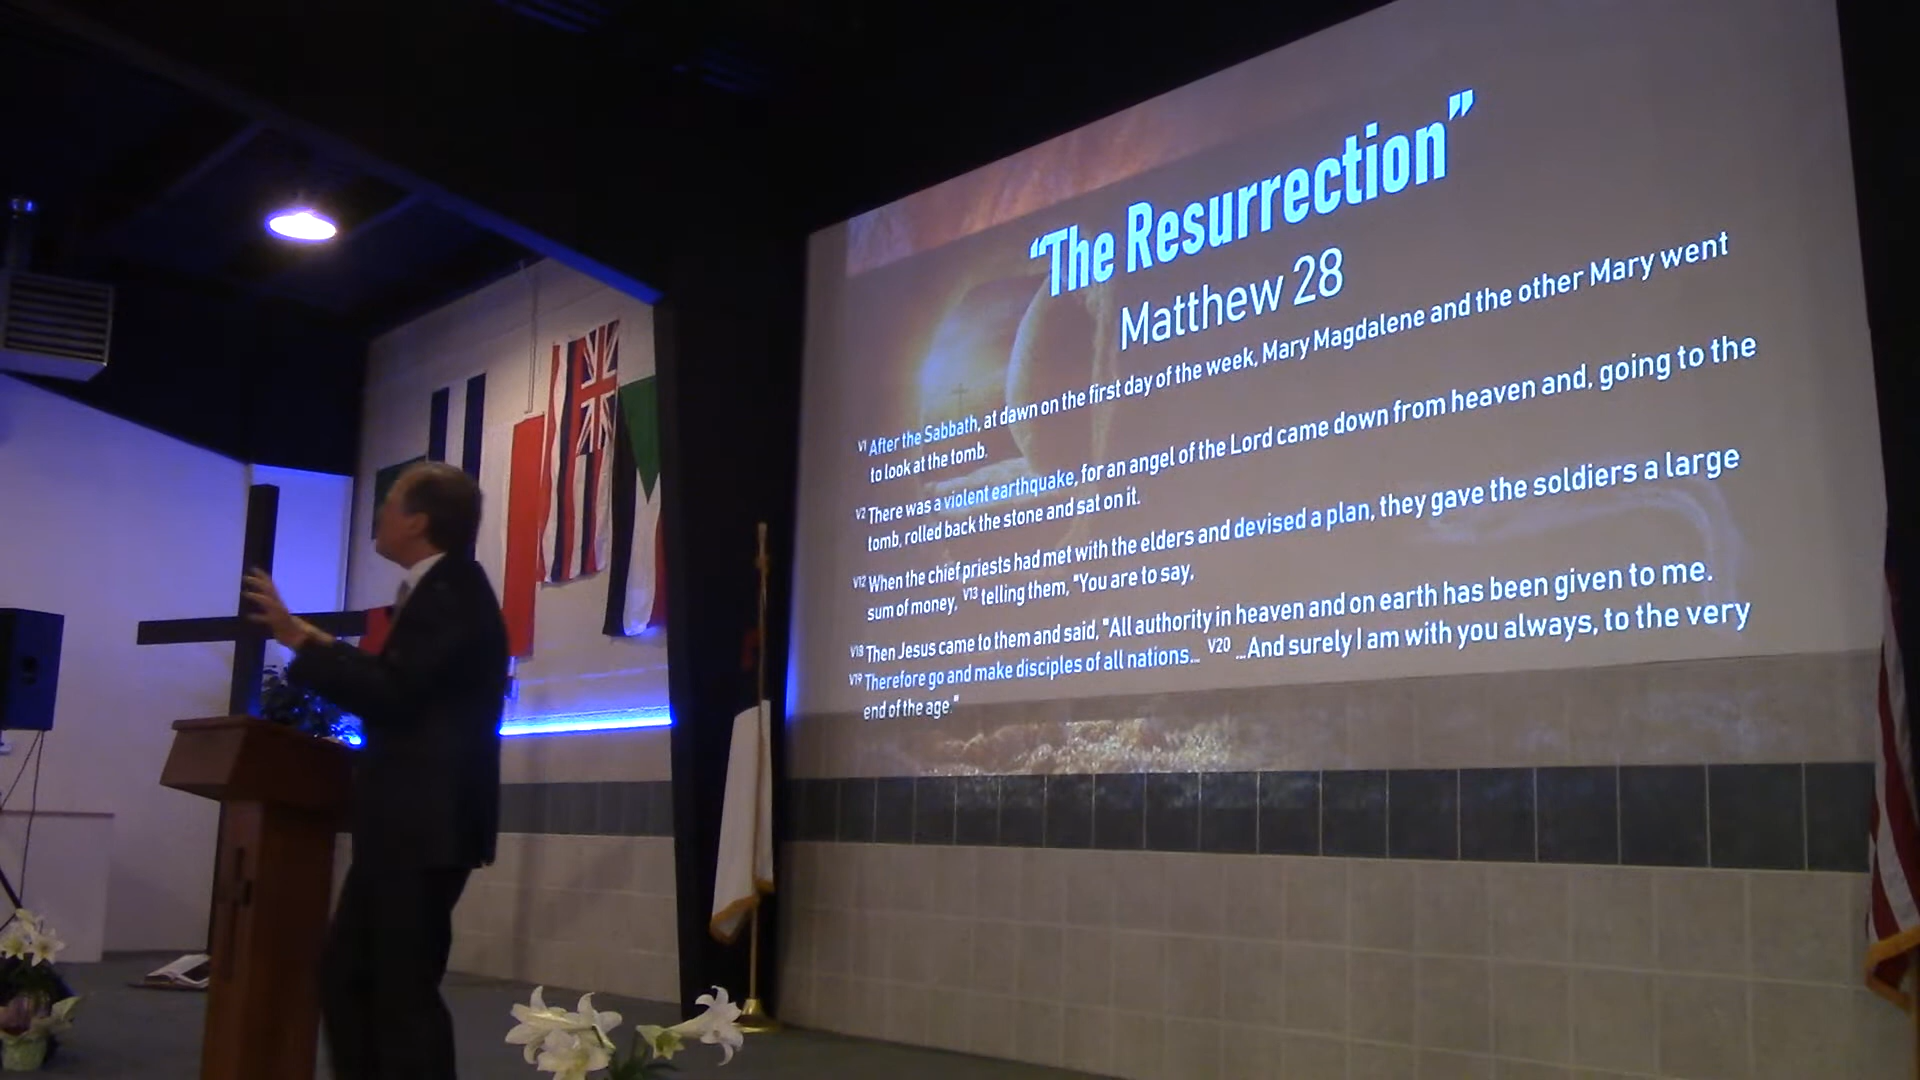 “The Resurrection”
Matthew 28
V1 After the Sabbath, at dawn on the first day of the week, Mary Magdalene and the other Mary went
to look at the tomb.
V2 There was a violent earthquake, for an angel of the Lord came down from heaven and, going to the
tomb, rolled back the stone and sat on it.
V12 When the chief priests had met with the elders and devised a plan, they gave the soldiers a large
sum of money, V13 telling them, "You are to say,
V18 Then Jesus came to them and said, "All authority in heaven and on earth has been given to me.
V19 Therefore go and make disciples of all nations... V20 ...And surely I am with you always, to the very
end of the age."